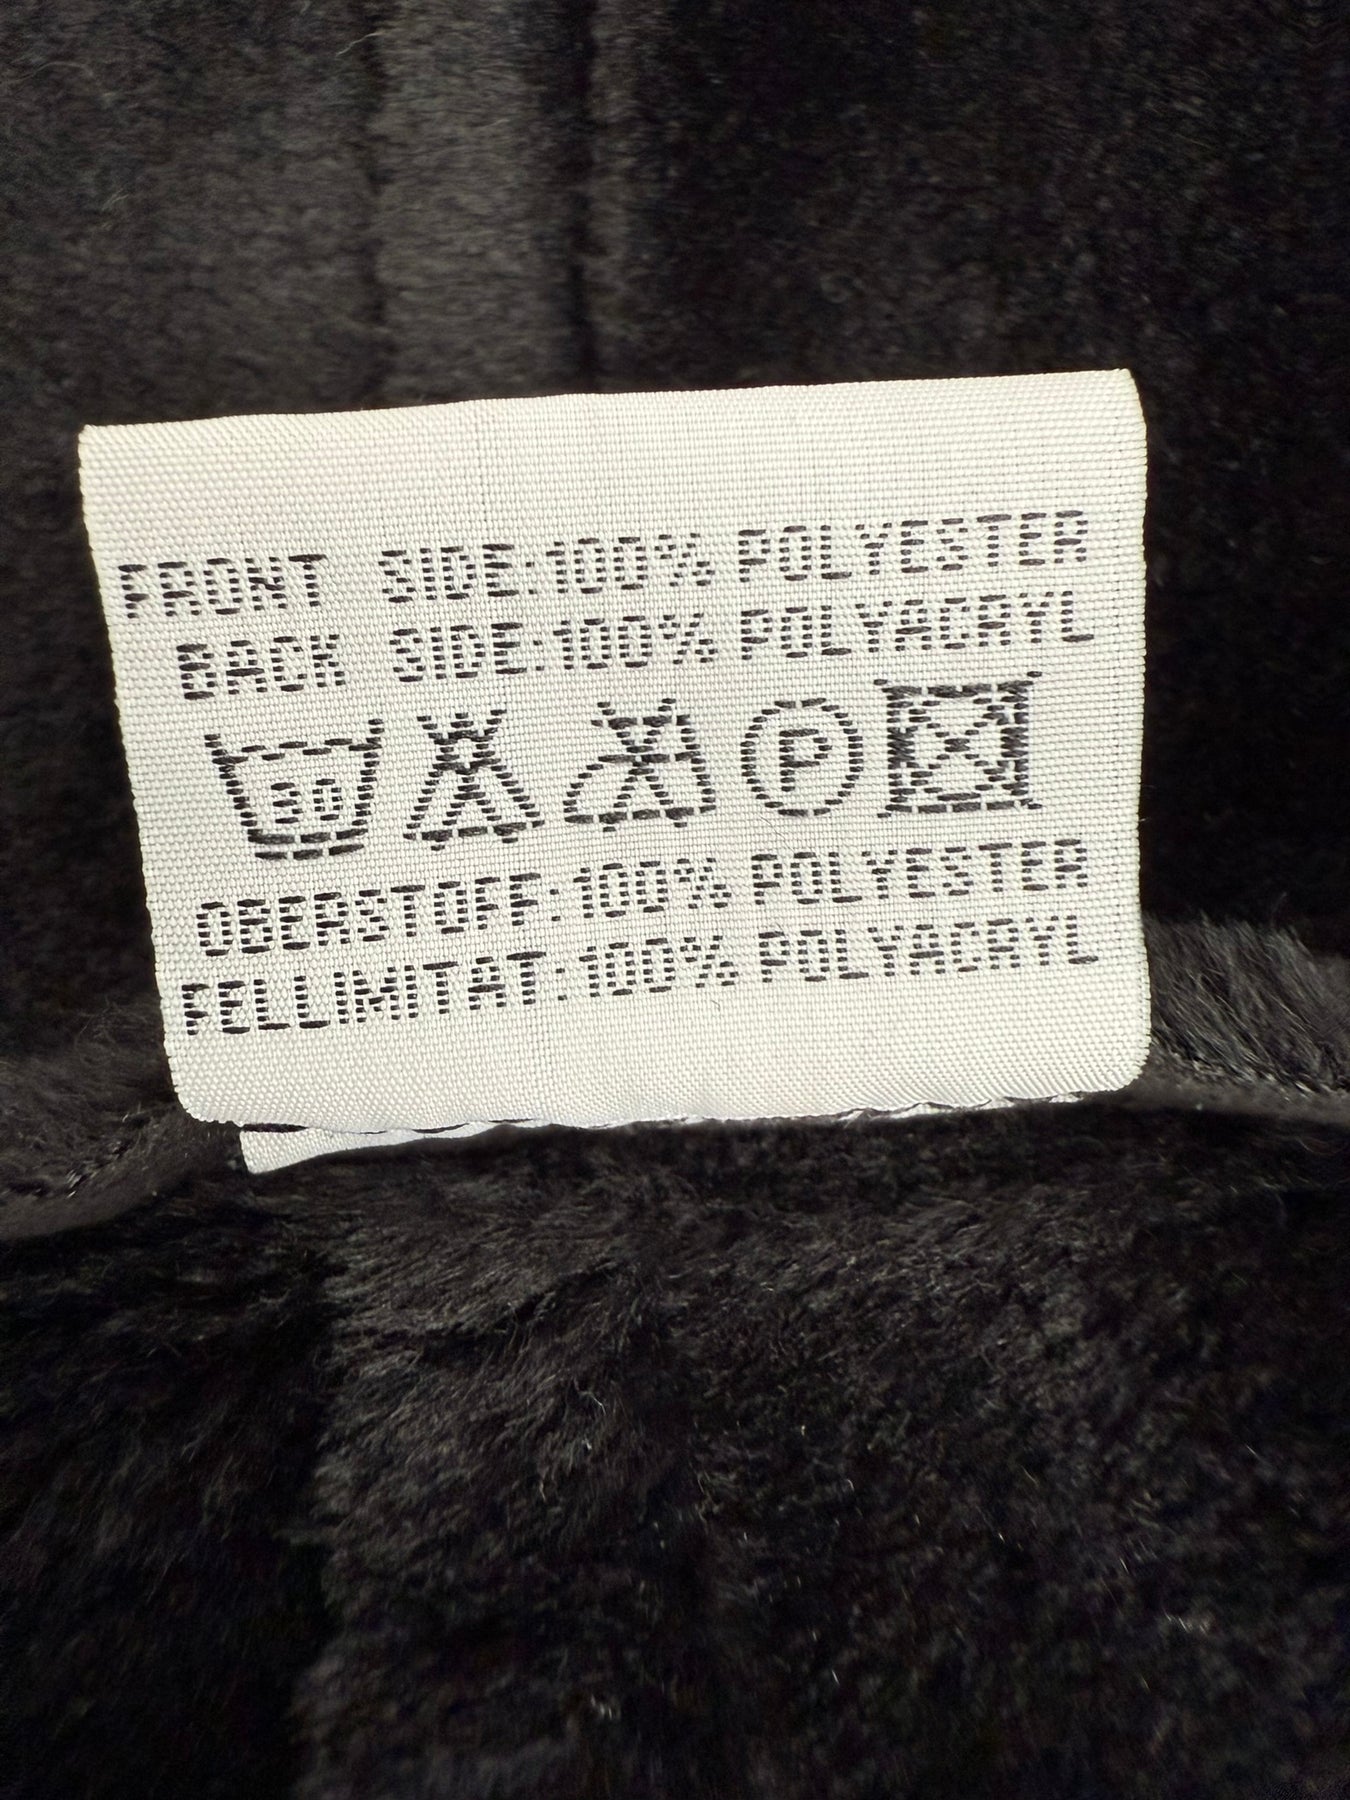 FRONT SIDE:100% POLYESTER
BACK SIDE:100% POLYACRYL
30 P
OBERSTOFF:100% POLYESTER
FELLIMITAT:100% POLYACRYL